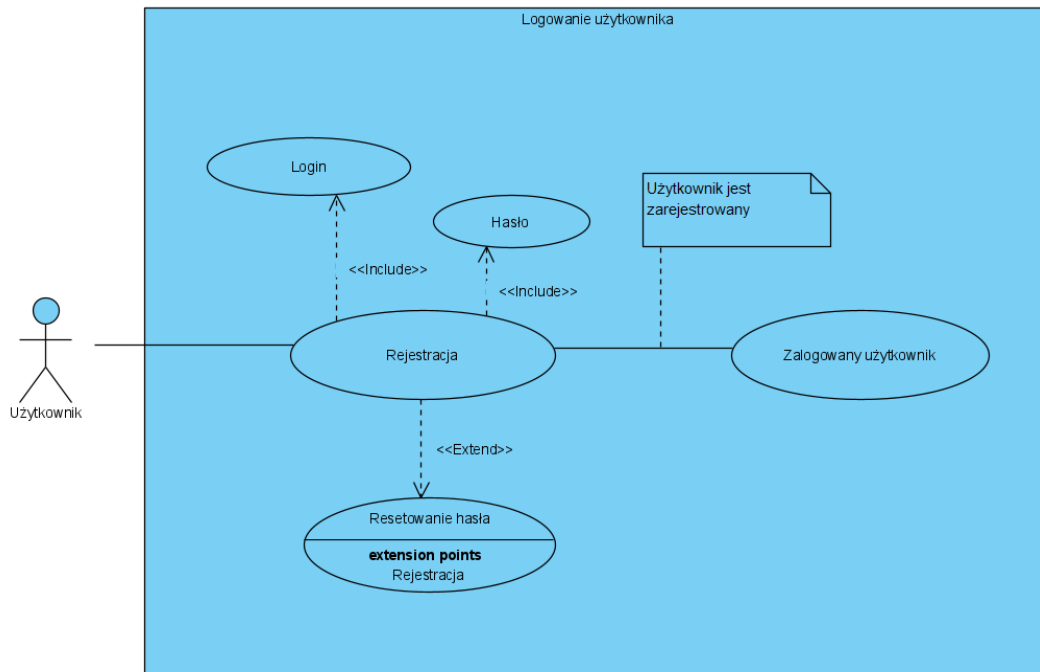 Logowanie użytkownika
Login
Hasło
Użytkownik jest
zarejestrowany
<<Include>>
<<Include>>
Użytkownik
Rejestracja
Zalogowany użytkownik
<<Extend>>
Resetowanie hasła
extension points
Rejestracja